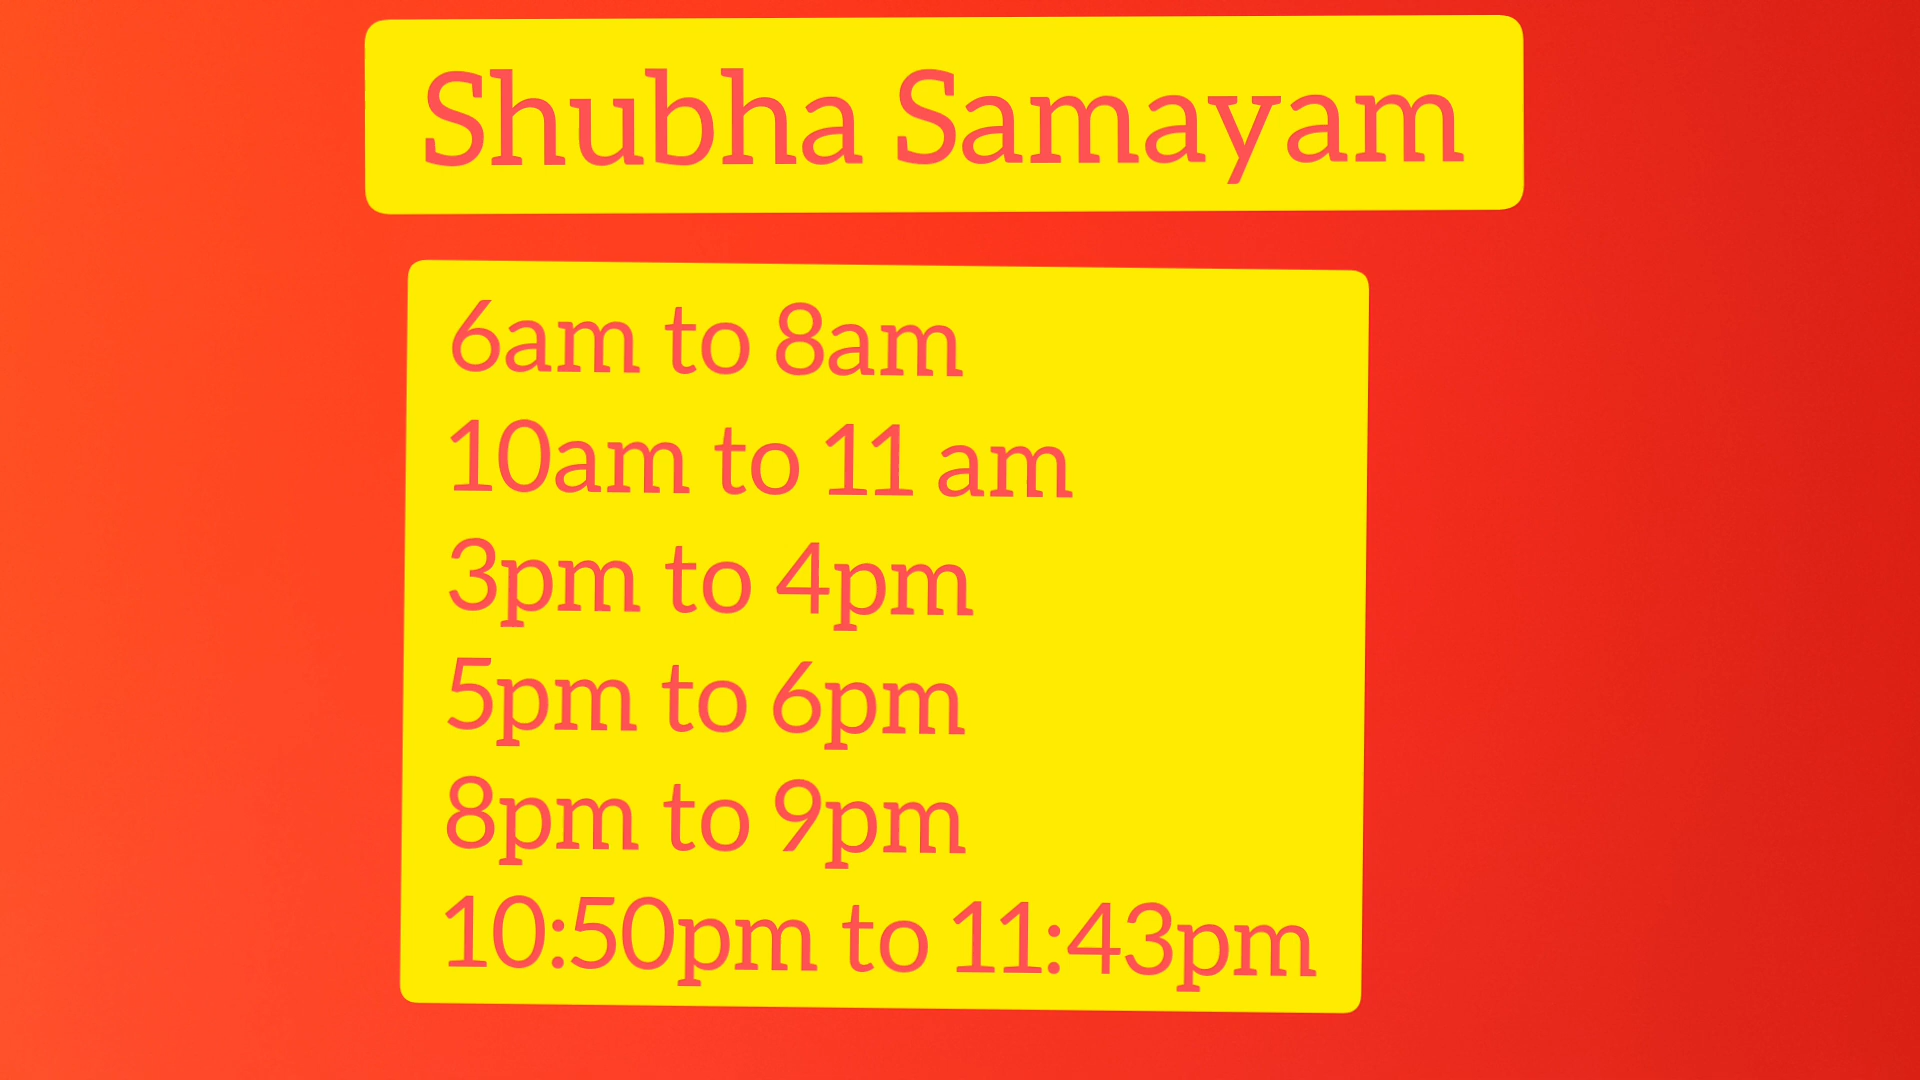 Shubha Samayam
6am to 8am
10am to 11 am
3pm to 4pm
5pm to 6pm
8pm to 9pm
10:50pm to 11:43pm